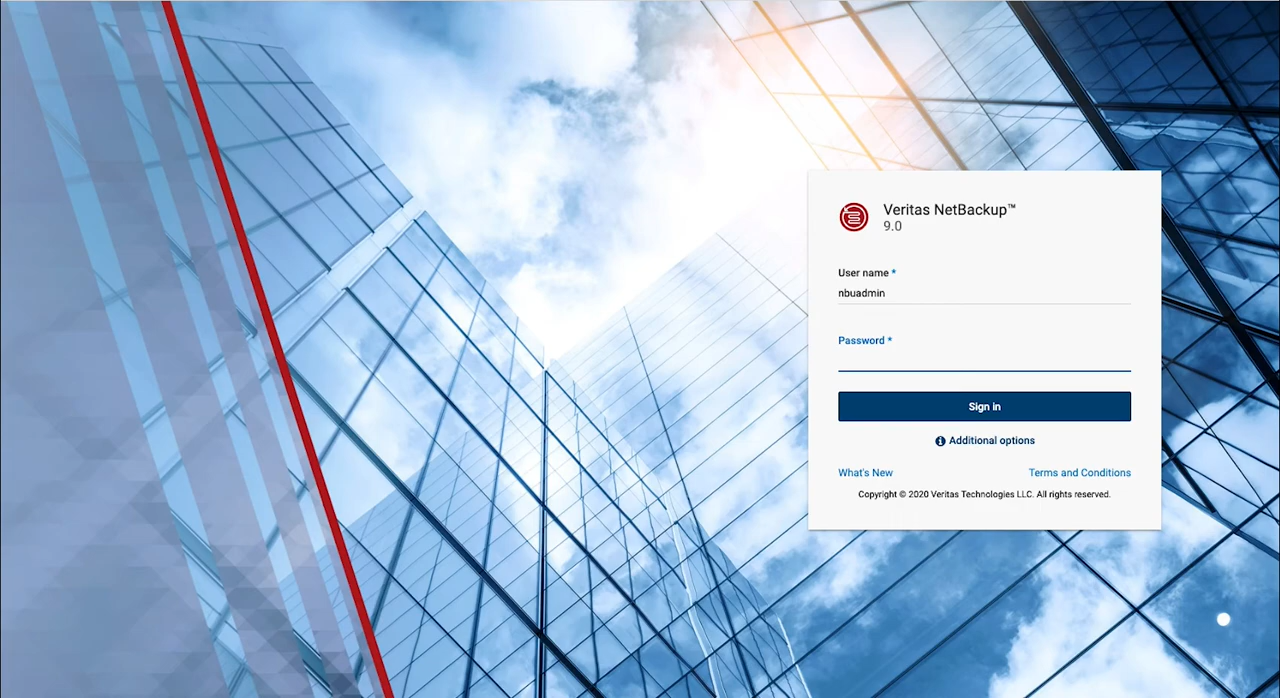 Veritas NetBackup™
9.0
User name *
nbuadmin
Password *
Sign in
Additional options
What's New
Terms and Conditions
Copyright © 2020 Veritas Technologies LLC. All rights reserved.